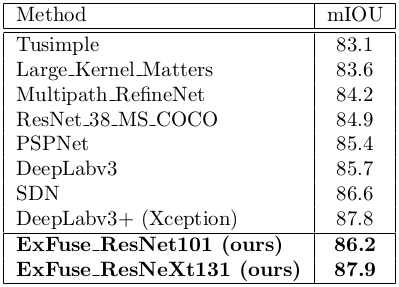 Method mIOU
Tusimple 83.1
Large_Kernel_Matters 83.6
Multipath_RefineNet 84.2
ResNet_38_MS_COCO 84.9
PSPNet 85.4
DeepLabv3 85.7
SDN 86.6
DeepLabv3+ (Xception) 87.8
ExFuse_ResNet101 (ours) 86.2
ExFuse_ResNeXt131 (ours) 87.9